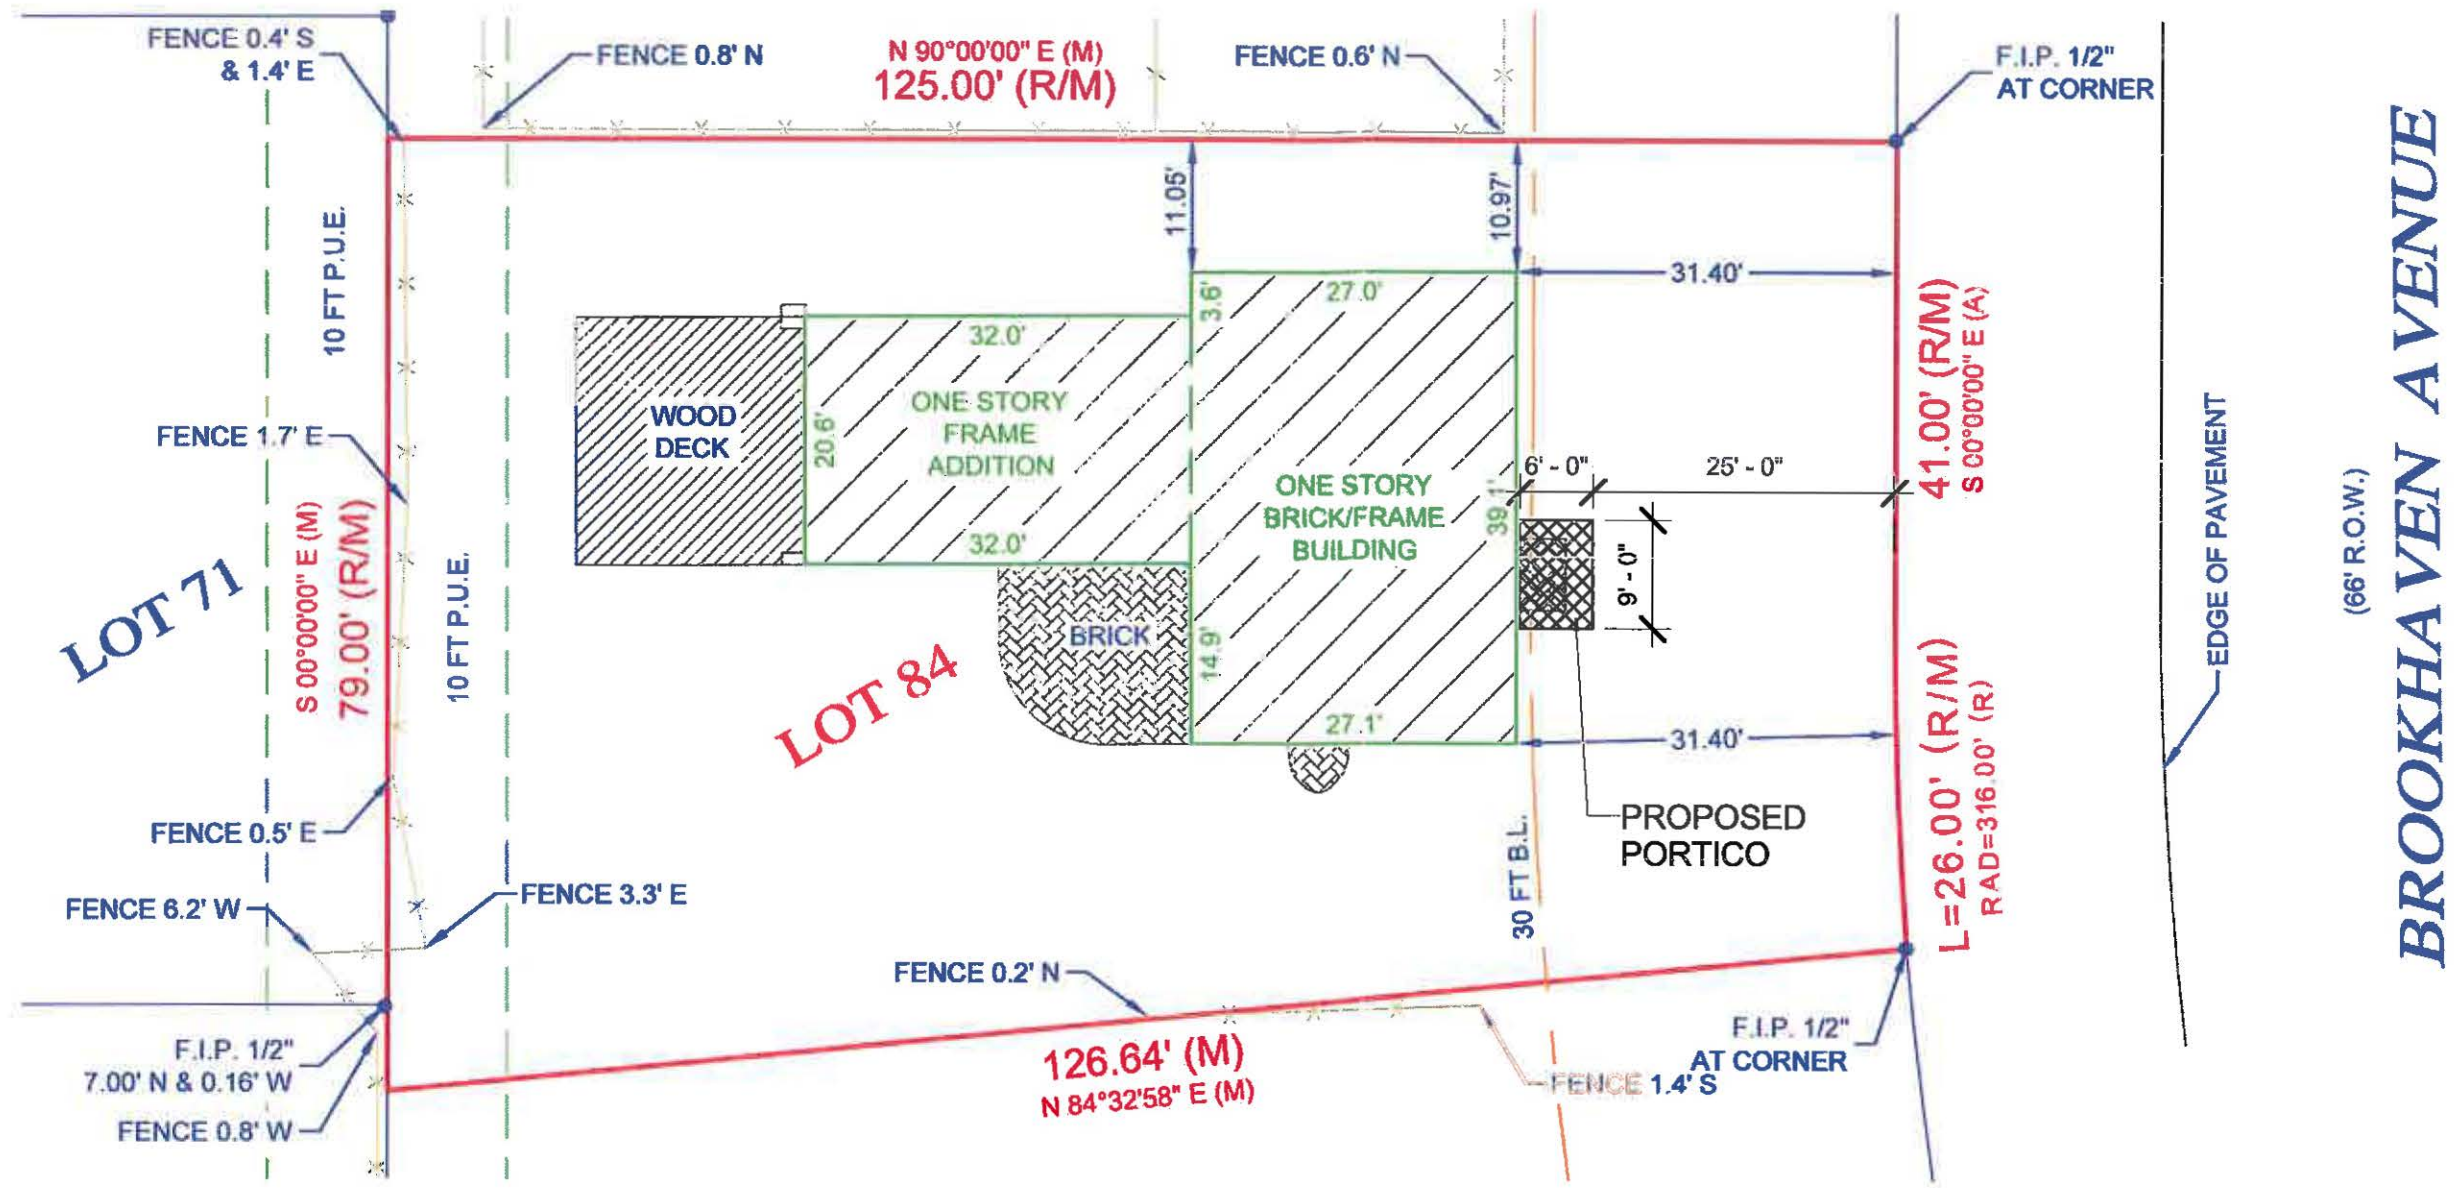 FENCE 0.4' S
& 1.4' E
FENCE 0.8' N
N 90°00'00" E (M)
125.00' (R/M)
FENCE 0.6' N
F.I.P. 1/2"
AT CORNER
10 FT P.U.E.
11.05'
10.97'
31.40'
3.6'
27.0'
32.0'
WOOD
DECK
20.6'
ONE STORY
FRAME
ADDITION
32.0'
ONE STORY
BRICK/FRAME
BUILDING
39.1'
6' - 0"
25' - 0"
9' - 0"
41.00' (R/M)
S 00°00'00" E (A)
FENCE 1.7' E
S 00°00'00" E (M)
79.00' (R/M)
10 FT P.U.E.
LOT 71
LOT 84
BRICK
14.9'
27.1'
31.40'
PROPOSED
PORTICO
30 FT B.L.
L=26.00' (R/M)
RAD=316.00' (R)
EDGE OF PAVEMENT
(66' R.O.W.)
BROOKHAVEN AVENUE
FENCE 0.5' E
FENCE 6.2' W
FENCE 3.3' E
FENCE 0.2' N
F.I.P. 1/2"
7.00' N & 0.16' W
FENCE 0.8' W
126.64' (M)
N 84°32'58" E (M)
F.I.P. 1/2"
AT CORNER
FENCE 1.4' S